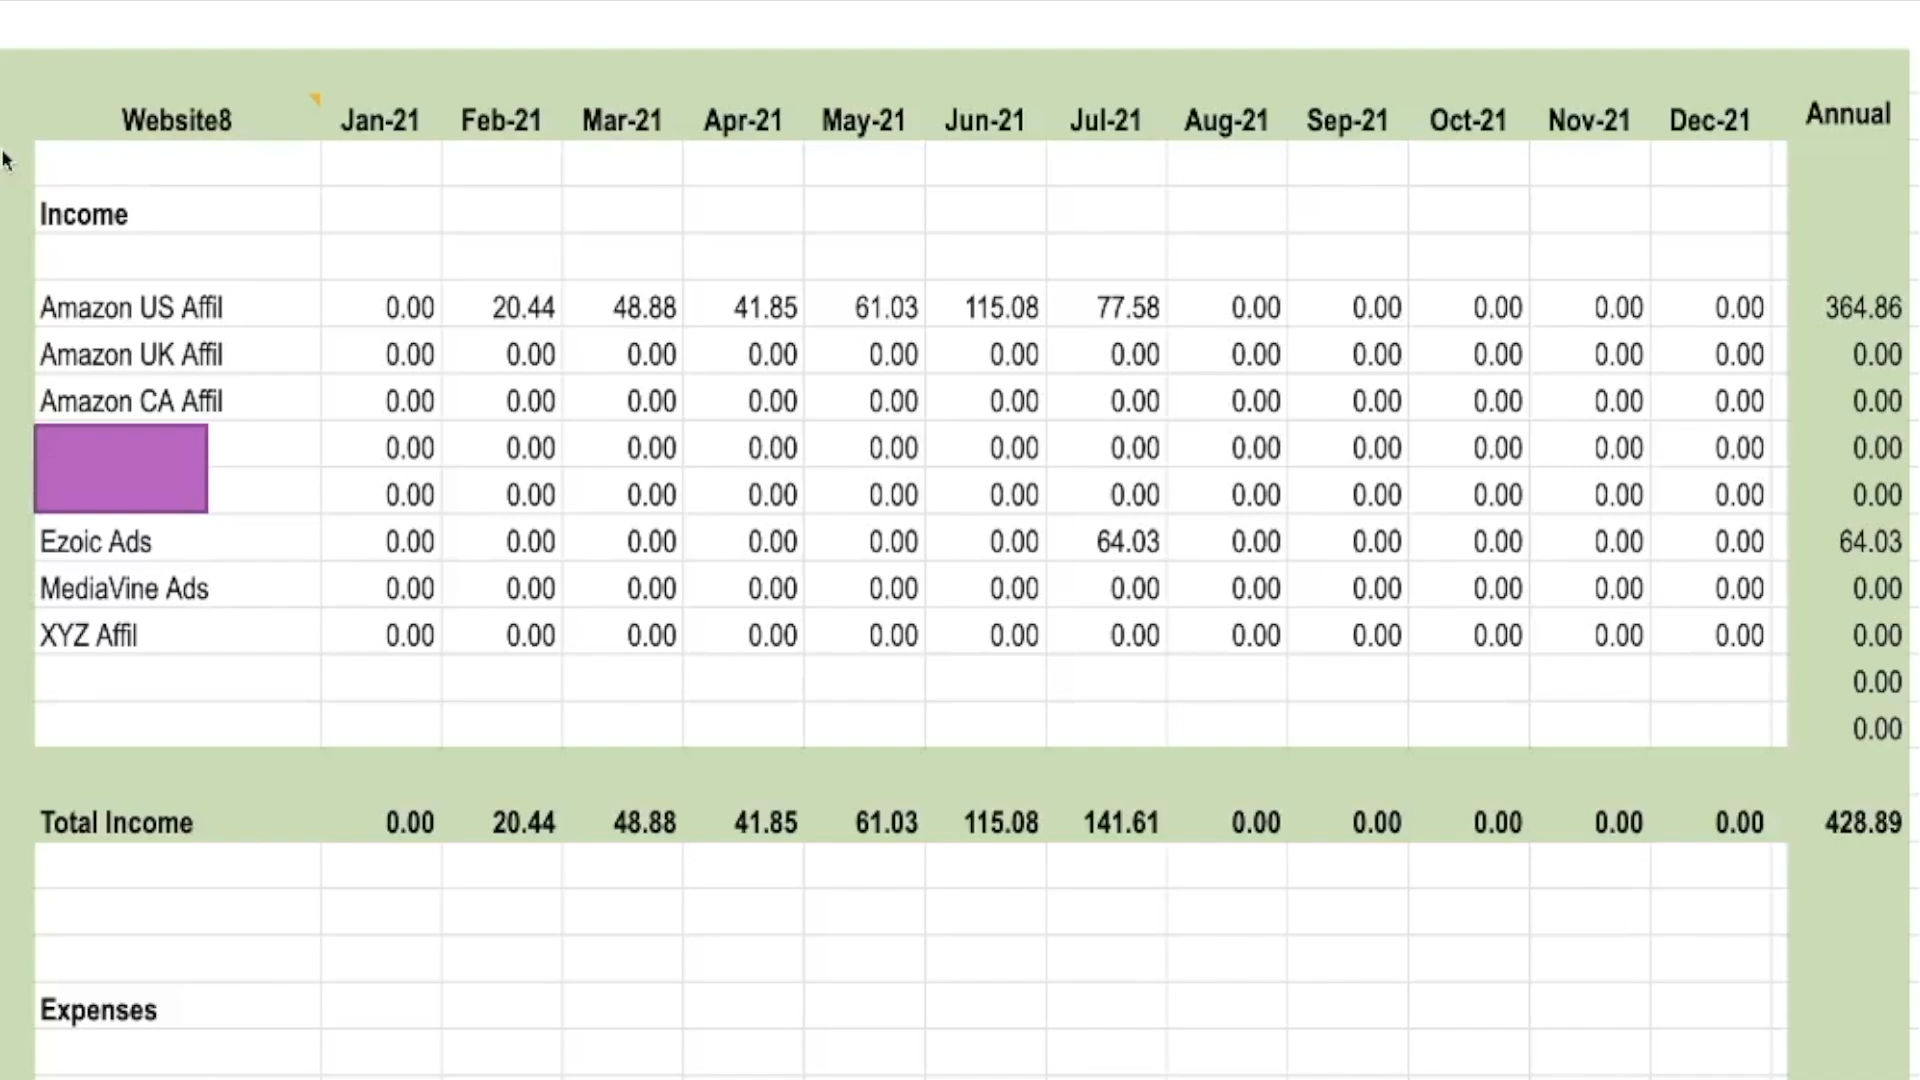 Website8 Jan-21 Feb-21 Mar-21 Apr-21 May-21 Jun-21 Jul-21 Aug-21 Sep-21 Oct-21 Nov-21 Dec-21 Annual
Income
Amazon US Affil 0.00 20.44 48.88 41.85 61.03 115.08 77.58 0.00 0.00 0.00 0.00 0.00 364.86
Amazon UK Affil 0.00 0.00 0.00 0.00 0.00 0.00 0.00 0.00 0.00 0.00 0.00 0.00 0.00
Amazon CA Affil 0.00 0.00 0.00 0.00 0.00 0.00 0.00 0.00 0.00 0.00 0.00 0.00 0.00
0.00 0.00 0.00 0.00 0.00 0.00 0.00 0.00 0.00 0.00 0.00 0.00 0.00
0.00 0.00 0.00 0.00 0.00 0.00 0.00 0.00 0.00 0.00 0.00 0.00 0.00
Ezoic Ads 0.00 0.00 0.00 0.00 0.00 0.00 64.03 0.00 0.00 0.00 0.00 0.00 64.03
MediaVine Ads 0.00 0.00 0.00 0.00 0.00 0.00 0.00 0.00 0.00 0.00 0.00 0.00 0.00
XYZ Affil 0.00 0.00 0.00 0.00 0.00 0.00 0.00 0.00 0.00 0.00 0.00 0.00 0.00
0.00
0.00
Total Income 0.00 20.44 48.88 41.85 61.03 115.08 141.61 0.00 0.00 0.00 0.00 0.00 428.89
Expenses